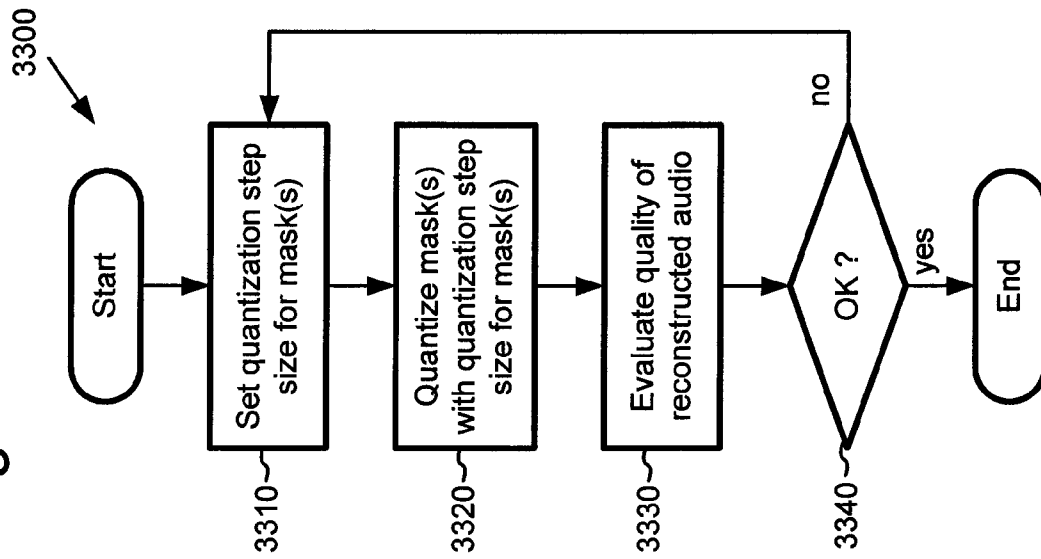 3300
Start
3310
Set quantization step
size for mask(s)
3320
Quantize mask(s)
with quantization step
size for mask(s)
3330
Evaluate quality of
reconstructed audio
3340
OK ?
no
yes
End